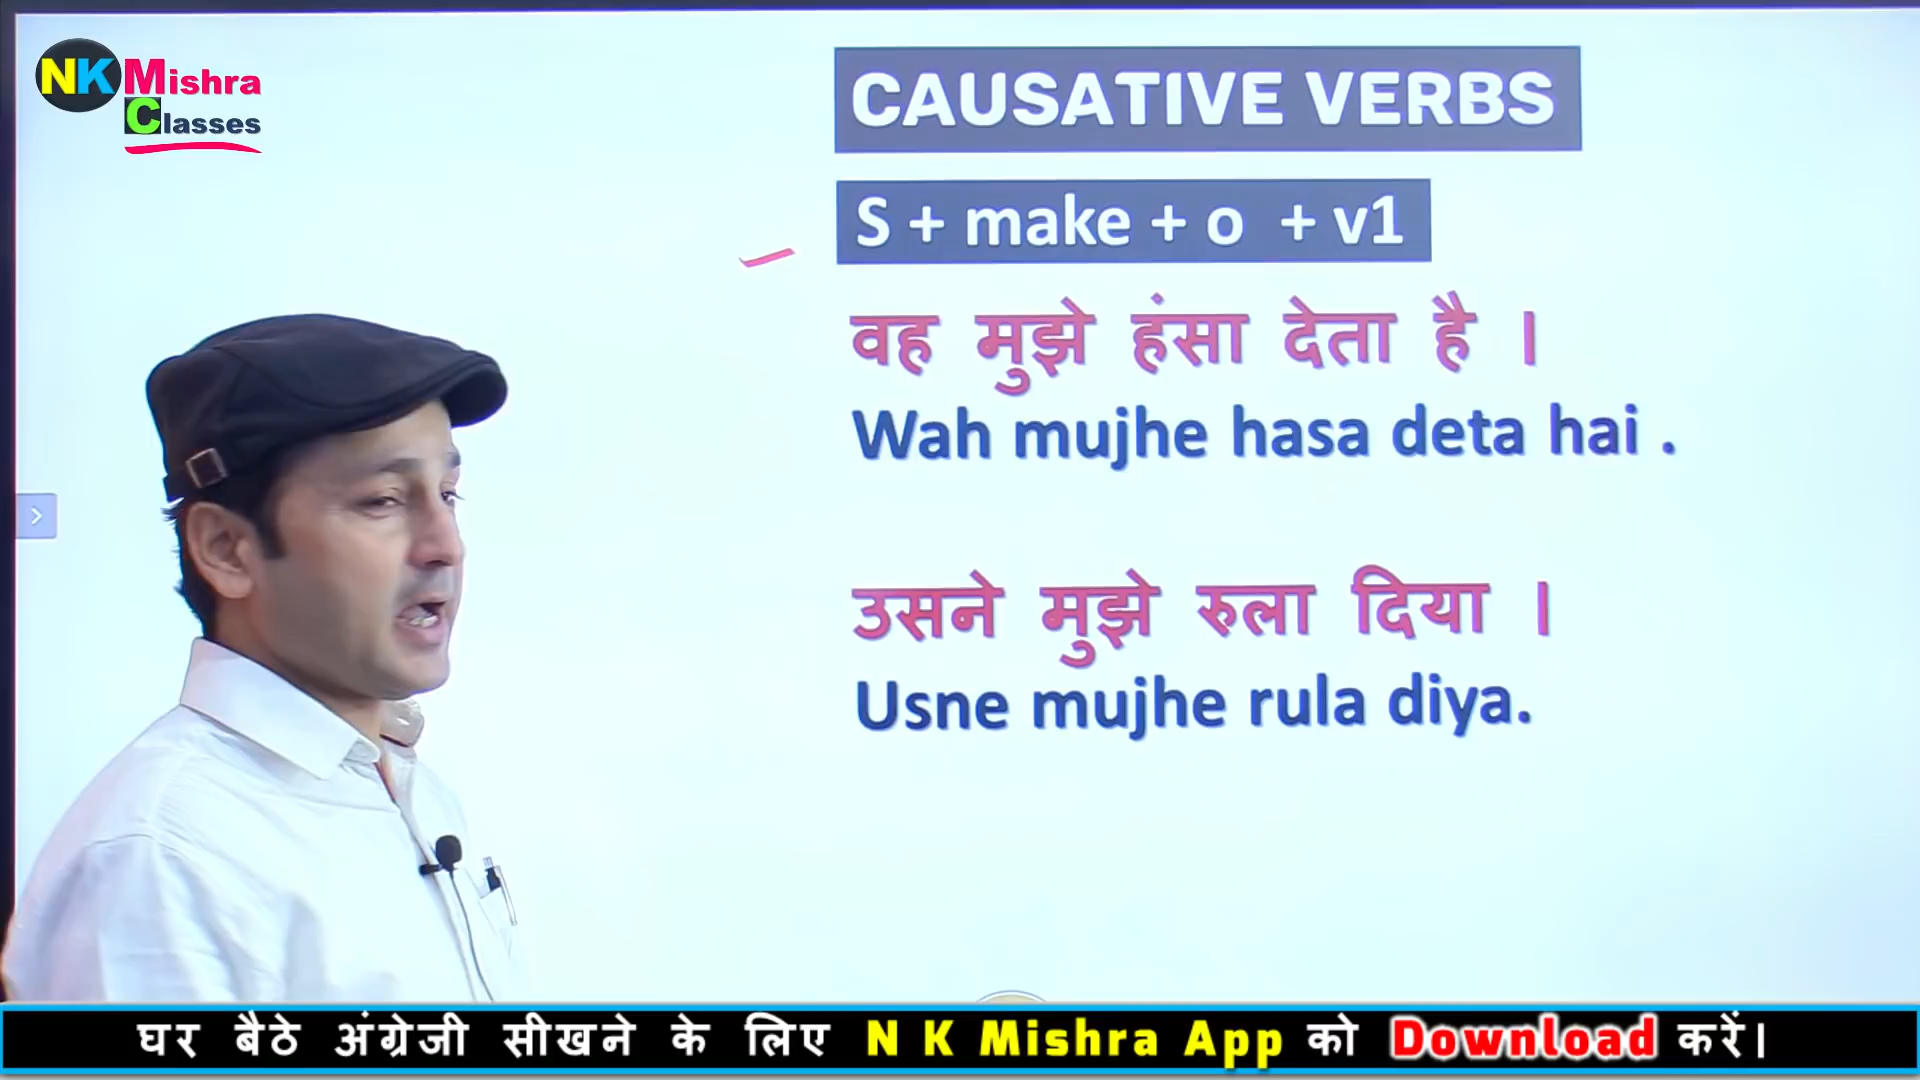 NK Mishra
Classes
CAUSATIVE VERBS
S + make + o + v1
वह मुझे हंसा देता है ।
Wah mujhe hasa deta hai .
उसने मुझे रुला दिया ।
Usne mujhe rula diya.
घर बैठे अंग्रेजी सीखने के लिए N K Mishra App को Download करें।